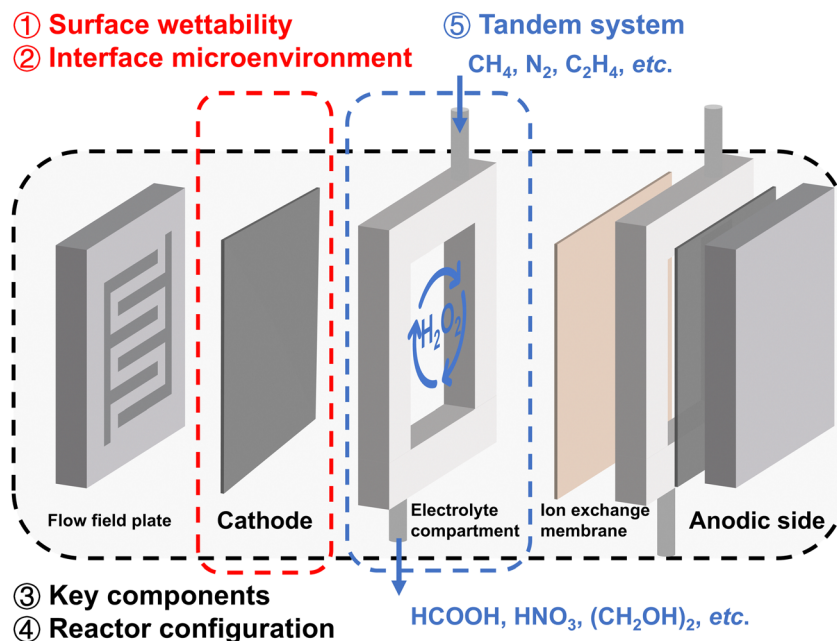 ① Surface wettability
② Interface microenvironment
⑤ Tandem system
CH₄, N₂, C₂H₄, etc.
H₂O₂
Flow field plate
Cathode
Electrolyte
compartment
Ion exchange
membrane
Anodic side
③ Key components
④ Reactor configuration
HCOOH, HNO₃, (CH₂OH)₂, etc.